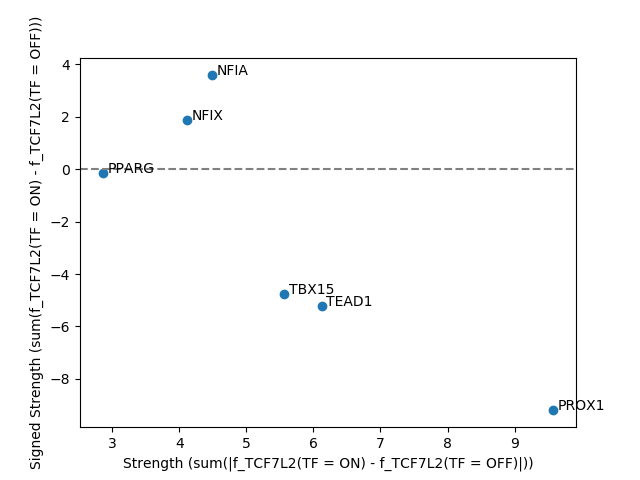 Signed Strength (sum(f_TCF7L2(TF = ON) - f_TCF7L2(TF = OFF)))
4
2
0
−2
−4
−6
−8
NFIA
NFIX
PPARG
TBX15
TEAD1
PROX1
3 4 5 6 7 8 9
Strength (sum(|f_TCF7L2(TF = ON) - f_TCF7L2(TF = OFF)|))